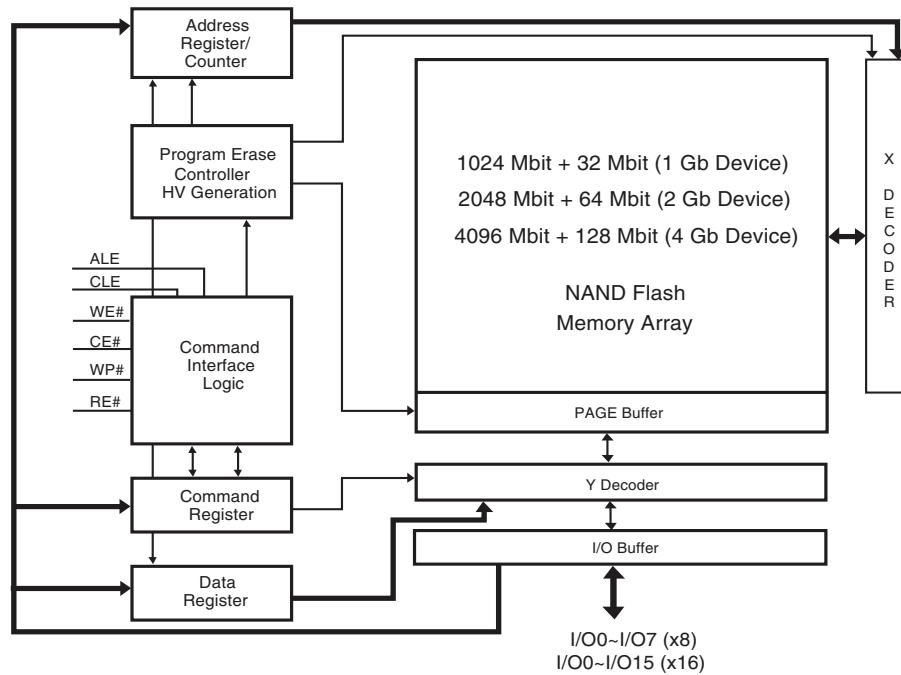 Address
Register/
Counter
Program Erase
Controller
HV Generation
ALE
CLE
WE#
CE#
WP#
RE#
Command
Interface
Logic
Command
Register
Data
Register
1024 Mbit + 32 Mbit (1 Gb Device)
2048 Mbit + 64 Mbit (2 Gb Device)
4096 Mbit + 128 Mbit (4 Gb Device)
NAND Flash
Memory Array
PAGE Buffer
Y Decoder
I/O Buffer
I/O0~I/O7 (x8)
I/O0~I/O15 (x16)
X
D
E
C
O
D
E
R